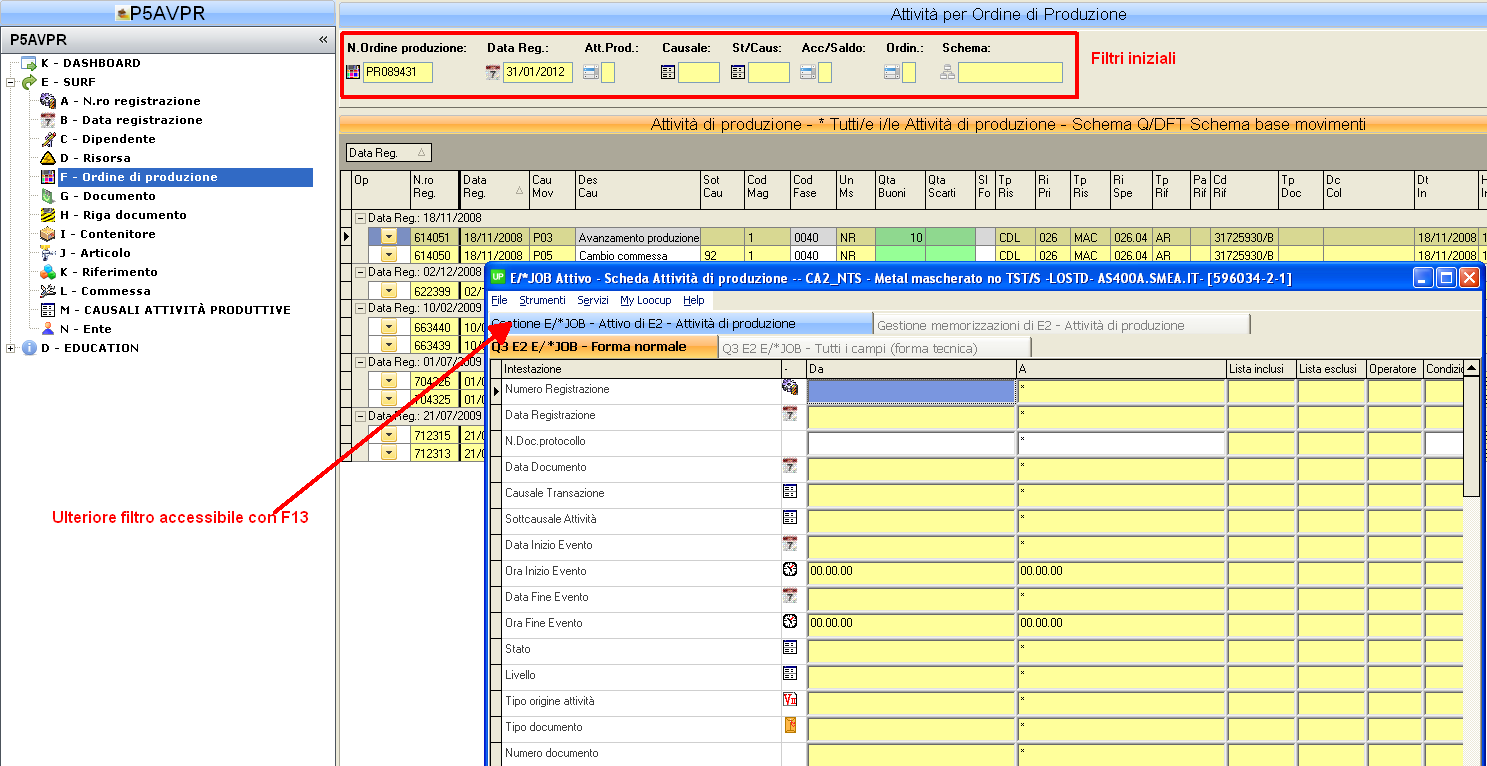 P5AVPR
P5AVPR «
K - DASHBOARD
E - SURF
A - N.ro registrazione
B - Data registrazione
C - Dipendente
D - Risorsa
F - Ordine di produzione
G - Documento
H - Riga documento
I - Contenitore
J - Articolo
K - Riferimento
L - Commessa
M - CAUSALI ATTIVITÀ PRODUTTIVE
N - Ente
D - EDUCATION
Attività per Ordine di Produzione
N.Ordine produzione: Data Reg.: Att.Prod.: Causale: St/Caus: Acc/Saldo: Ordin.: Schema:
PR089431 31/01/2012
Filtri iniziali
Attività di produzione - * Tutti/e i/le Attività di produzione - Schema Q/DFT Schema base movimenti
Data Reg.
Op N.ro Reg. Data Reg. Cau Mov Des Cau Sot Cau Cod Mag Cod Fase Un Ms Qta Buoni Qta Scarti Sl Fo Tp Ris Ri Pri Tp Ris Ri Spe Tp Rif Pa Rif Cd Rif Tp Doc Dc Col Dt In
Data Reg.: 18/11/2008
614051 18/11/2008 P03 Avanzamento produzione 1 0040 NR 10 CDL 026 MAC 026.04 AR 31725930/B 18/11/2008
614050 18/11/2008 P05 Cambio commessa 92 1 0040 NR CDL 026 MAC 026.04 AR 31725930/B 18/11/2008
Data Reg.: 02/12/2008
622399 02/
Data Reg.: 10/02/2009
663440 10/0
663439 10/
Data Reg.: 01/07/2009
704326 01/0
704325 01/0
Data Reg.: 21/07/2009
712315 21/0
712313 21/0
E/*JOB Attivo - Scheda Attività di produzione -- CA2_NTS - Metal mascherato no TST/S -LOSTD- AS400A.SMEA.IT- [596034-2-1]
File Strumenti Servizi My Loocup Help
Gestione E/*JOB - Attivo di E2 - Attività di produzione Gestione memorizzazioni di E2 - Attività di produzione
Q3 E2 E/*JOB - Forma normale Q3 E2 E/*JOB - Tutti i campi (forma tecnica)
Intestazione - Da A Lista inclusi Lista esclusi Operatore Condizio
Numero Registrazione *
Data Registrazione *
N.Doc.protocollo *
Data Documento *
Causale Transazione *
Sottcausale Attività *
Data Inizio Evento *
Ora Inizio Evento 00.00.00 00.00.00
Data Fine Evento *
Ora Fine Evento 00.00.00 00.00.00
Stato *
Livello *
Tipo origine attività *
Tipo documento *
Numero documento *
Ulteriore filtro accessibile con F13